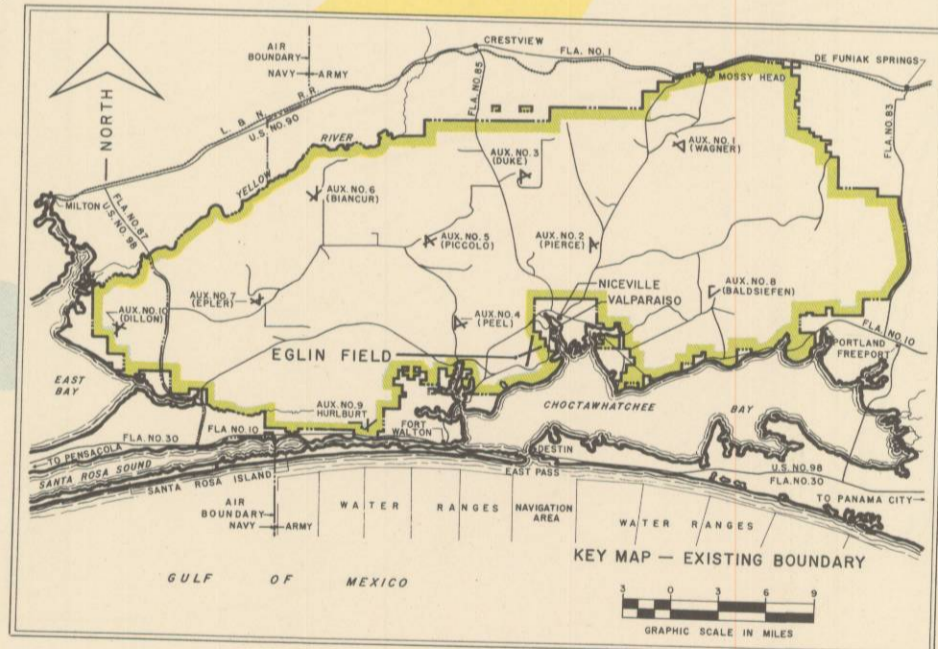 AIR
BOUNDARY
NAVY ARMY
CRESTVIEW
FLA. NO. 1
DE FUNIAK SPRINGS
MOSSY HEAD
NORTH
L. & N. R.R.
U.S. NO. 90
FLA. NO. 85
FLA. NO. 83
YELLOW RIVER
AUX. NO. 1
(WAGNER)
AUX. NO. 3
(DUKE)
AUX. NO. 6
(BIANCUR)
MILTON
FLA. NO. 87
U.S. NO. 98
AUX. NO. 5
(PICCOLO)
AUX. NO. 2
(PIERCE)
NICEVILLE
VALPARAISO
AUX. NO. 8
(BALDSIEFEN)
AUX. NO. 7
(EPLER)
AUX. NO. 10
(DILLON)
AUX. NO. 4
(PEEL)
FLA. NO. 10
PORTLAND
FREEPORT
EGLIN FIELD
EAST
BAY
CHOCTAWHATCHEE BAY
AUX. NO. 9
HURLBURT
FORT
WALTON
FLA. NO. 30
FLA NO. 10
DESTIN
TO PENSACOLA
EAST PASS
U.S. NO. 98
FLA. NO. 30
SANTA ROSA SOUND
SANTA ROSA ISLAND
TO PANAMA CITY
AIR
BOUNDARY
NAVY ARMY
WATER RANGES
NAVIGATION
AREA
WATER RANGES
KEY MAP — EXISTING BOUNDARY
GULF OF MEXICO
3 0 3 6 9
GRAPHIC SCALE IN MILES